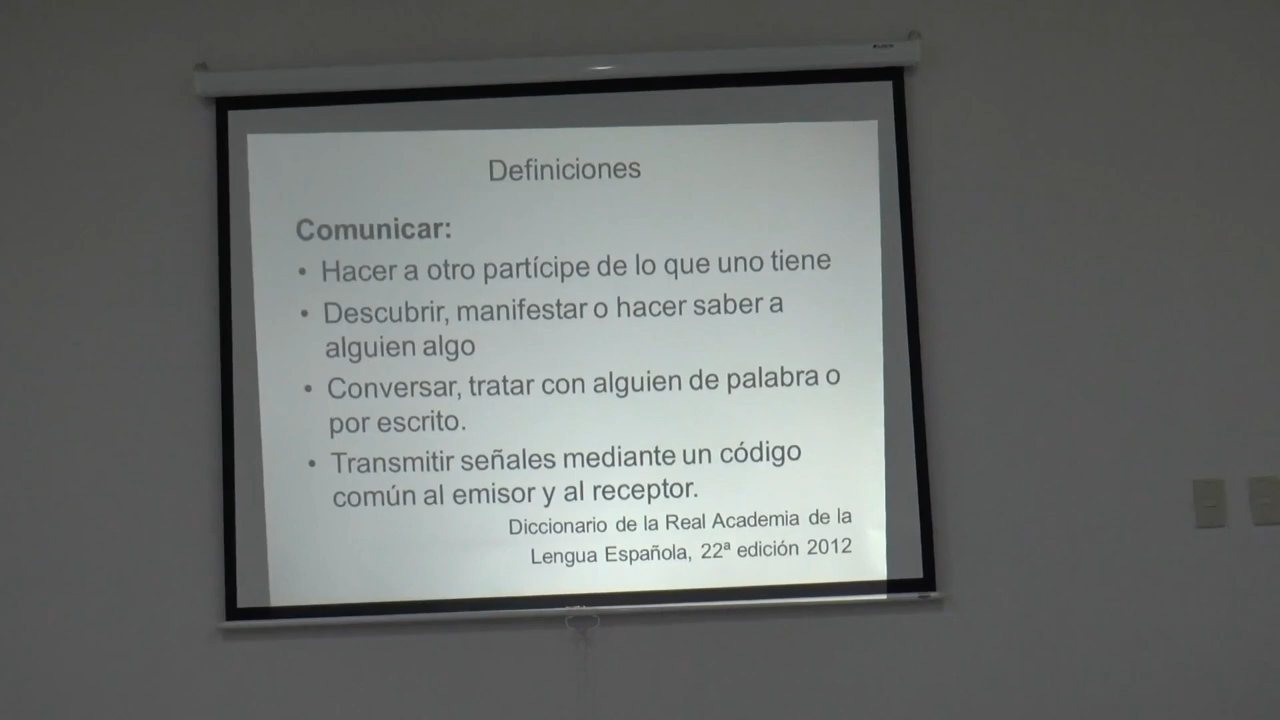 Definiciones
Comunicar:
• Hacer a otro partícipe de lo que uno tiene
• Descubrir, manifestar o hacer saber a
alguien algo
• Conversar, tratar con alguien de palabra o
por escrito.
• Transmitir señales mediante un código
común al emisor y al receptor.
Diccionario de la Real Academia de la
Lengua Española, 22ª edición 2012